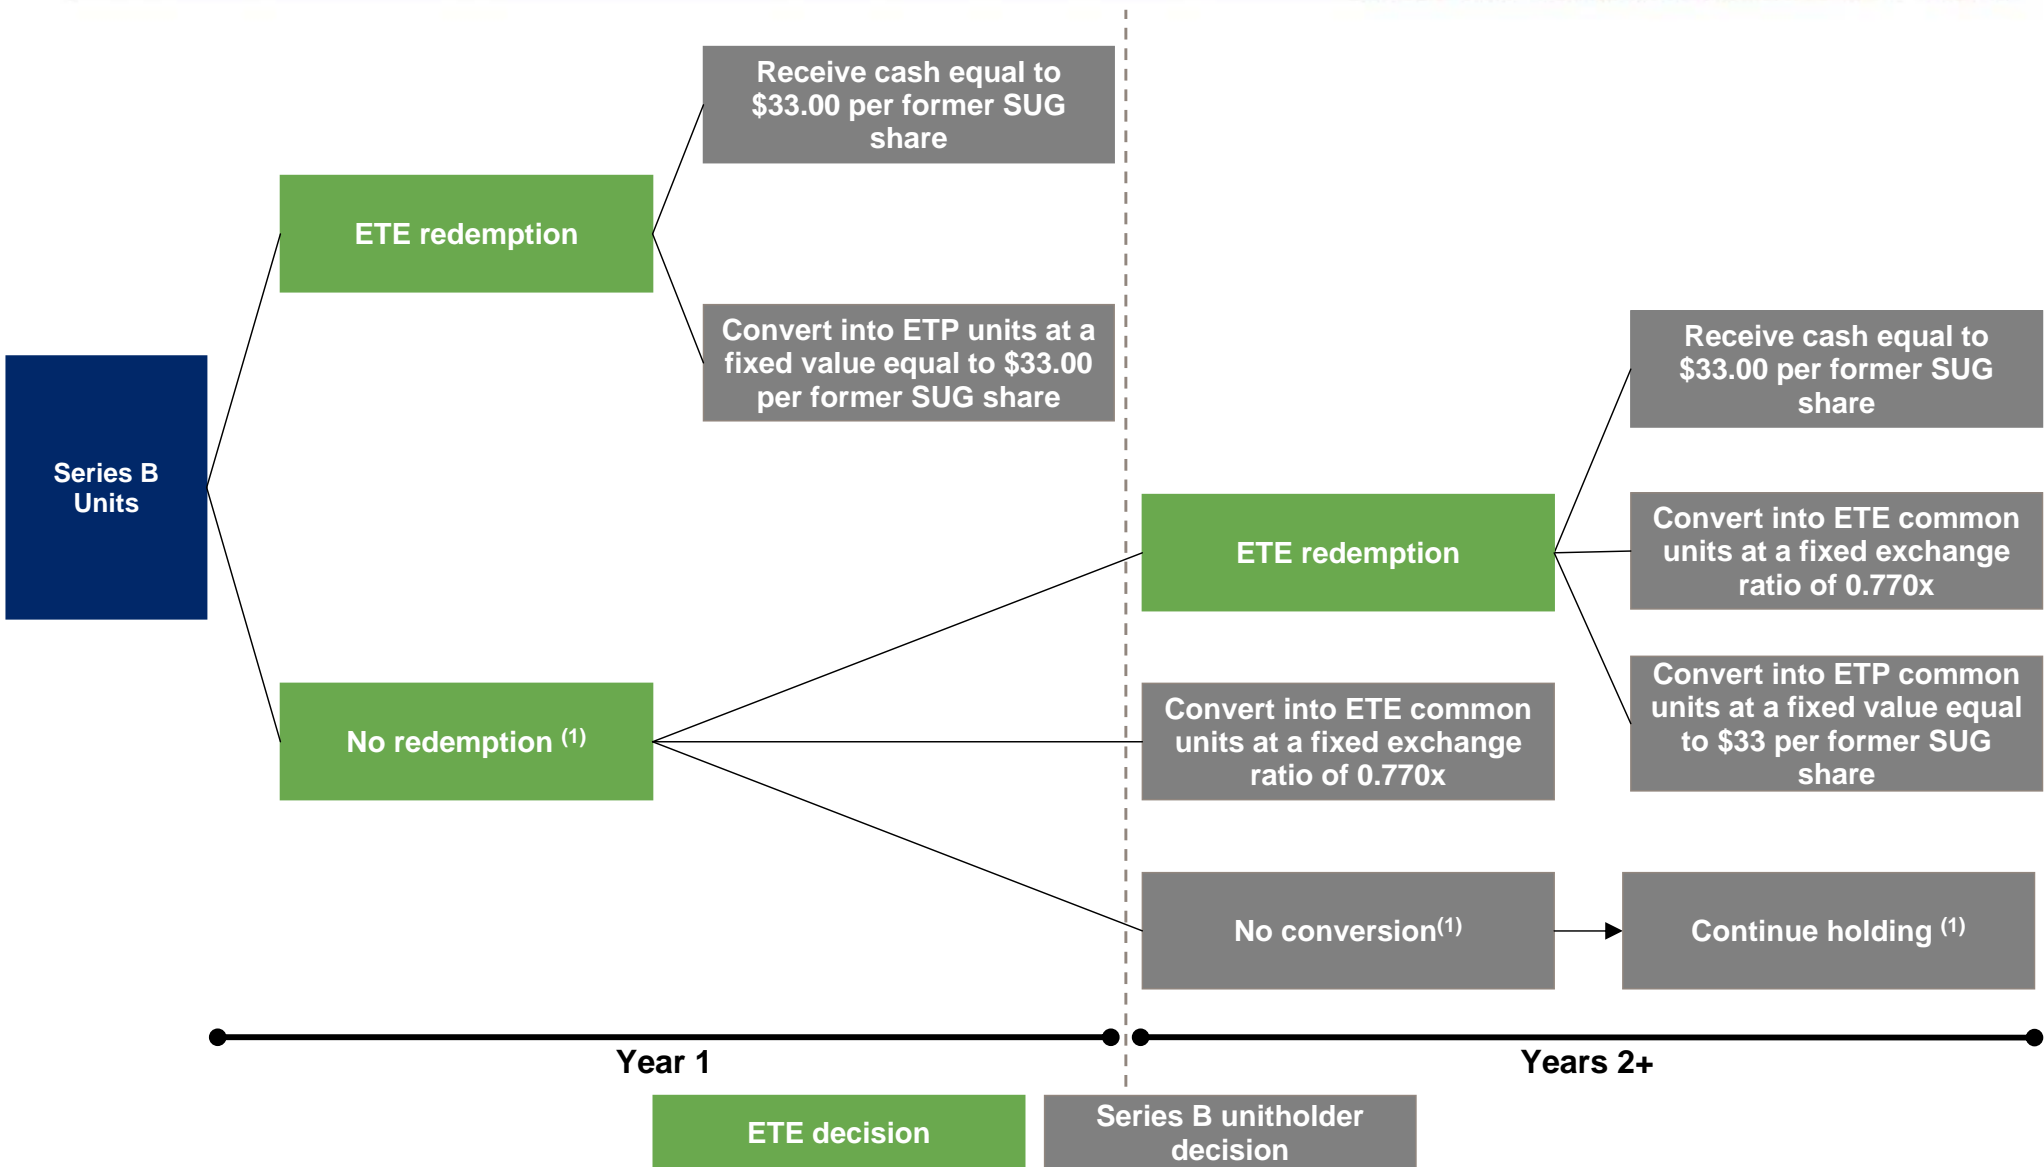 Receive cash equal to
$33.00 per former SUG
share
ETE redemption
Convert into ETP units at a
fixed value equal to $33.00
per former SUG share
Series B
Units
No redemption (1)
Receive cash equal to
$33.00 per former SUG
share
ETE redemption
Convert into ETE common
units at a fixed exchange
ratio of 0.770x
Convert into ETP common
units at a fixed value equal
to $33 per former SUG
share
Convert into ETE common
units at a fixed exchange
ratio of 0.770x
No conversion(1)
Continue holding (1)
Year 1
Years 2+
ETE decision
Series B unitholder
decision